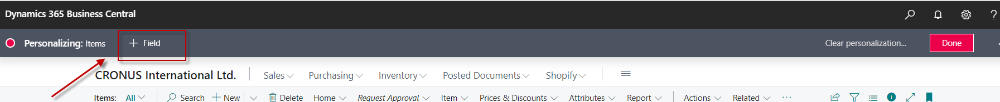 Dynamics 365 Business Central ?
Personalizing: Items + Field Clear personalization... Done
CRONUS International Ltd. Sales Purchasing Inventory Posted Documents Shopify
Items: All Search + New Delete Home Request Approval Item Prices & Discounts Attributes Report Actions Related ...